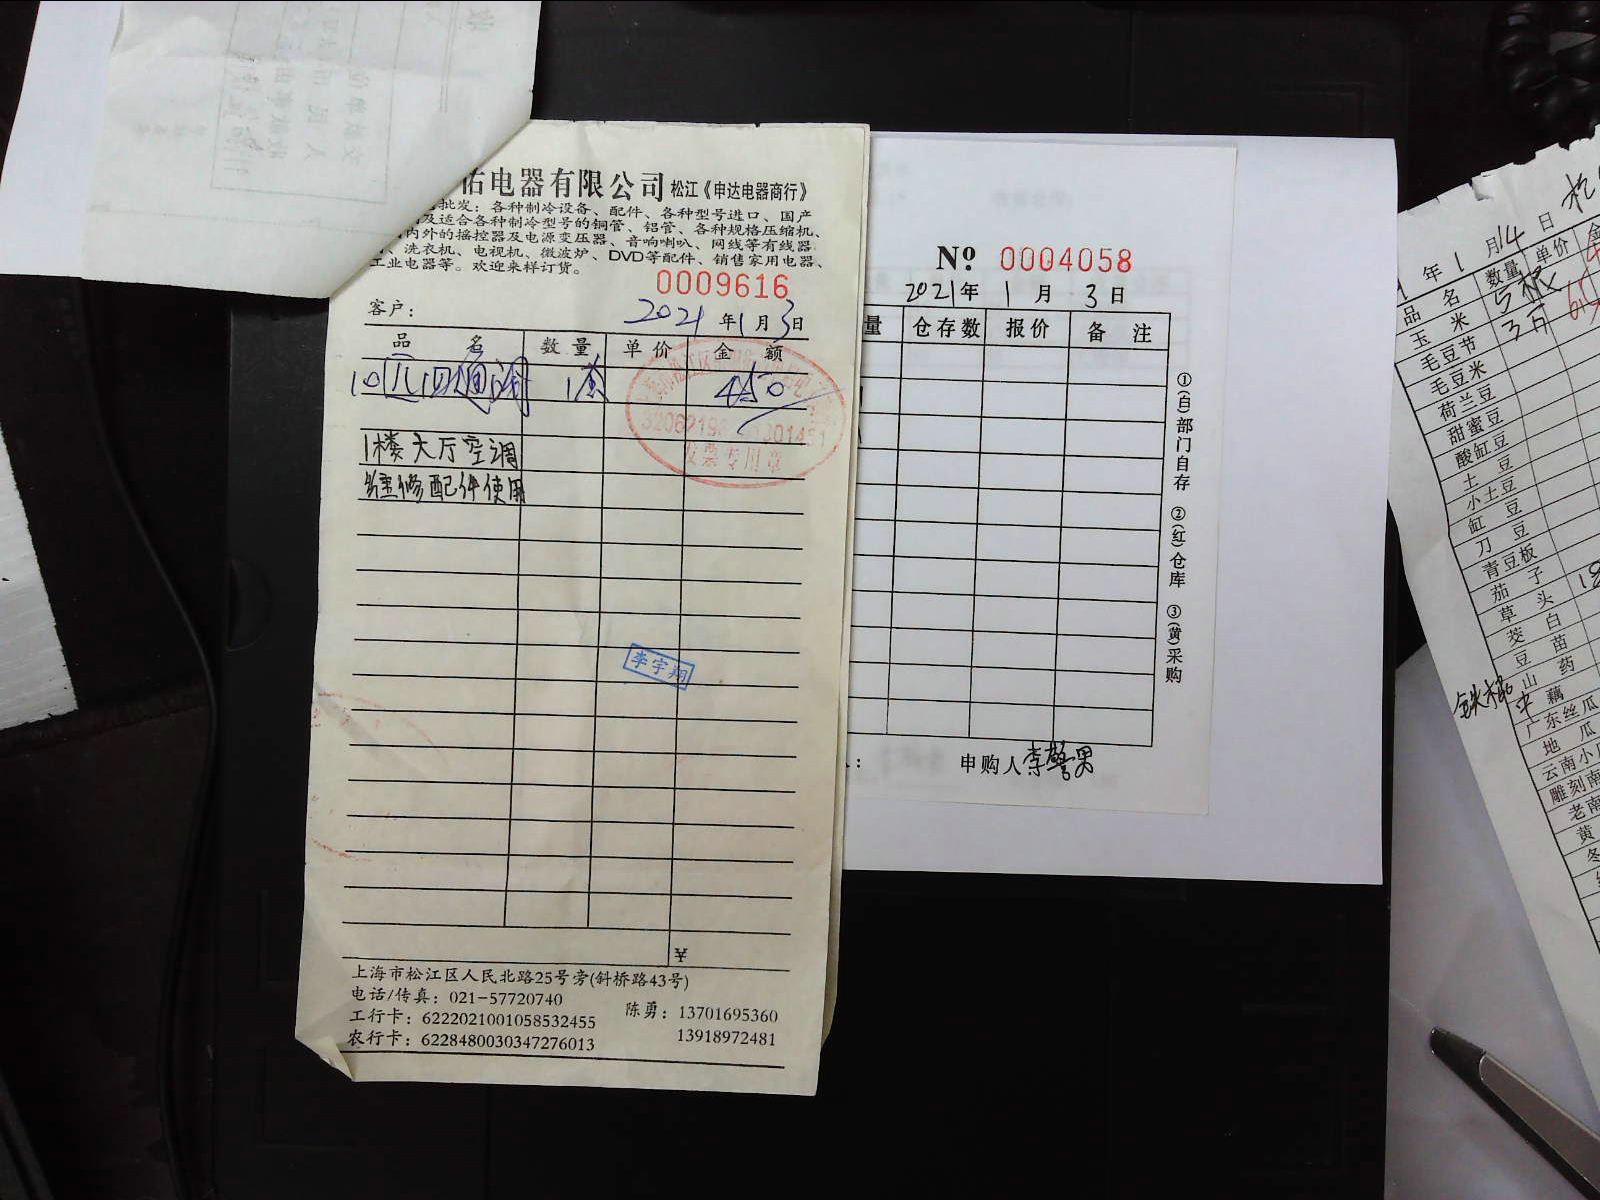 佑电器有限公司 松江《申达电器商行》
批发：各种制冷设备、配件、各种型号进口、国产
及适合各种制冷型号的铜管、铝管、各种规格压缩机、
内外的摇控器及电源变压器、音响喇叭、网线等有线器
、洗衣机、电视机、微波炉、DVD等配件、销售家用电器、
工业电器等。欢迎来样订货。
0009616
客户：
2021年1月3日
品 名 数量 单价 金 额
450
1楼大厅空调
维修配件使用
发票专用章
李宇翔
¥
上海市松江区人民北路25号旁(斜桥路43号)
电话/传真：021-57720740
陈勇：13701695360
工行卡：6222021001058532455
13918972481
农行卡：6228480030347276013
№ 0004058
2021年1月3日
量 仓存数 报价 备 注
①(自)部门自存 ②(红)仓库 ③(黄)采购
申购人
年1月14日
品 名 数量 单价 金
玉 米
毛豆节
毛豆米
荷兰豆
甜蜜豆
酸缸豆
土 豆
小土豆
缸 豆
刀 豆
青豆板
茄 子
草 头
茭 白
豆 苗
山 药
藕
广东丝瓜
地 瓜
云南小
雕刻南
老南
黄
冬